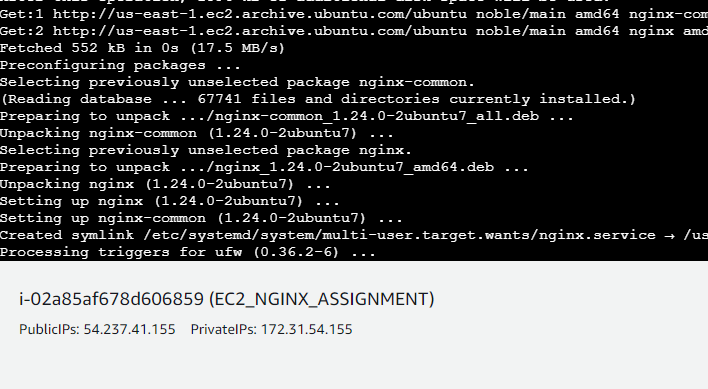 Get:1 http://us-east-1.ec2.archive.ubuntu.com/ubuntu noble/main amd64 nginx-com
Get:2 http://us-east-1.ec2.archive.ubuntu.com/ubuntu noble/main amd64 nginx amd
Fetched 552 kB in 0s (17.5 MB/s)
Preconfiguring packages ...
Selecting previously unselected package nginx-common.
(Reading database ... 67741 files and directories currently installed.)
Preparing to unpack .../nginx-common_1.24.0-2ubuntu7_all.deb ...
Unpacking nginx-common (1.24.0-2ubuntu7) ...
Selecting previously unselected package nginx.
Preparing to unpack .../nginx_1.24.0-2ubuntu7_amd64.deb ...
Unpacking nginx (1.24.0-2ubuntu7) ...
Setting up nginx (1.24.0-2ubuntu7) ...
Setting up nginx-common (1.24.0-2ubuntu7) ...
Created symlink /etc/systemd/system/multi-user.target.wants/nginx.service → /us
Processing triggers for ufw (0.36.2-6) ...
i-02a85af678d606859 (EC2_NGINX_ASSIGNMENT)
PublicIPs: 54.237.41.155 PrivateIPs: 172.31.54.155